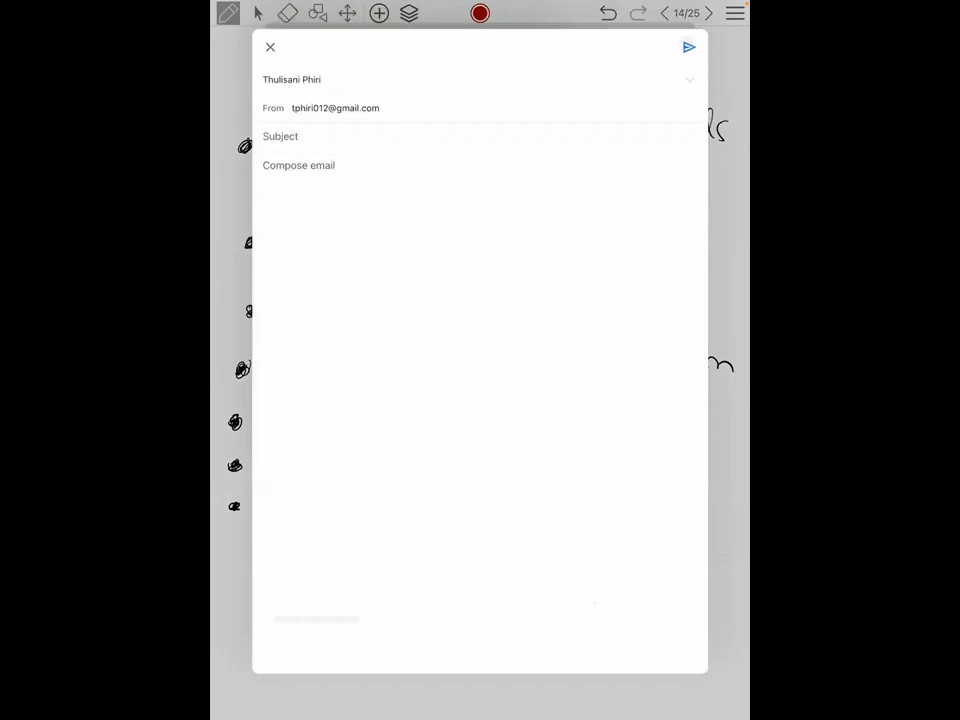 14/25
Thulisani Phiri
From tphiri012@gmail.com
Subject
Compose email